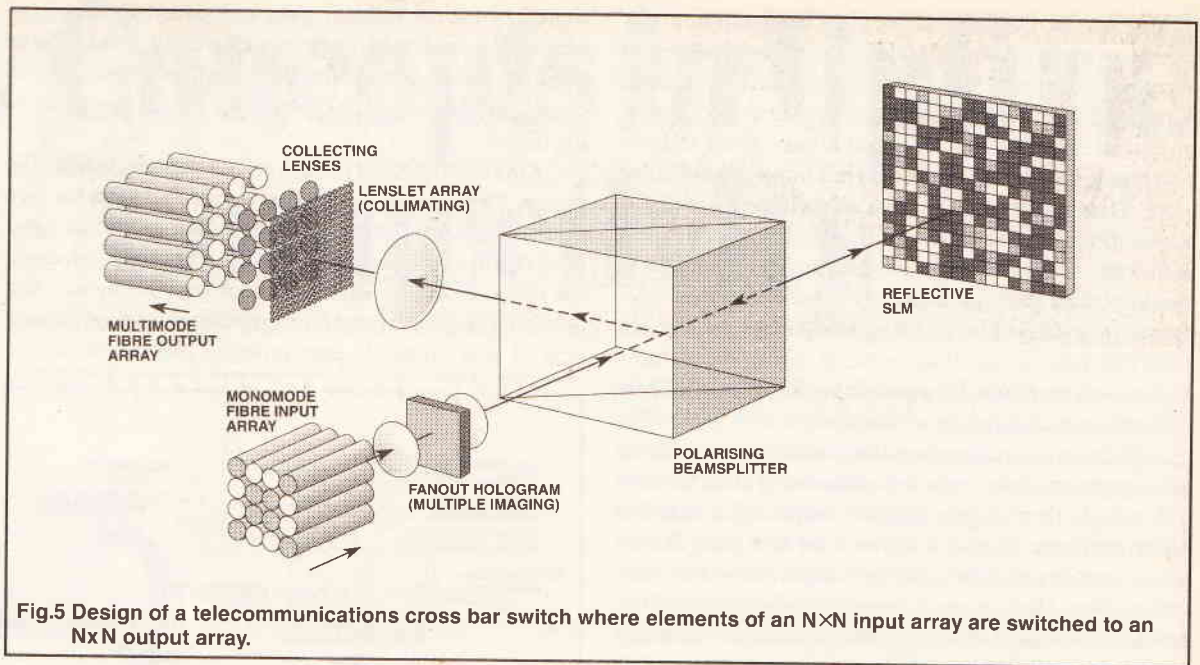 COLLECTING
LENSES
LENSLET ARRAY
(COLLIMATING)
MULTIMODE
FIBRE OUTPUT
ARRAY
REFLECTIVE
SLM
MONOMODE
FIBRE INPUT
ARRAY
FANOUT HOLOGRAM
(MULTIPLE IMAGING)
POLARISING
BEAMSPLITTER
Fig.5 Design of a telecommunications cross bar switch where elements of an N×N input array are switched to an
NxN output array.